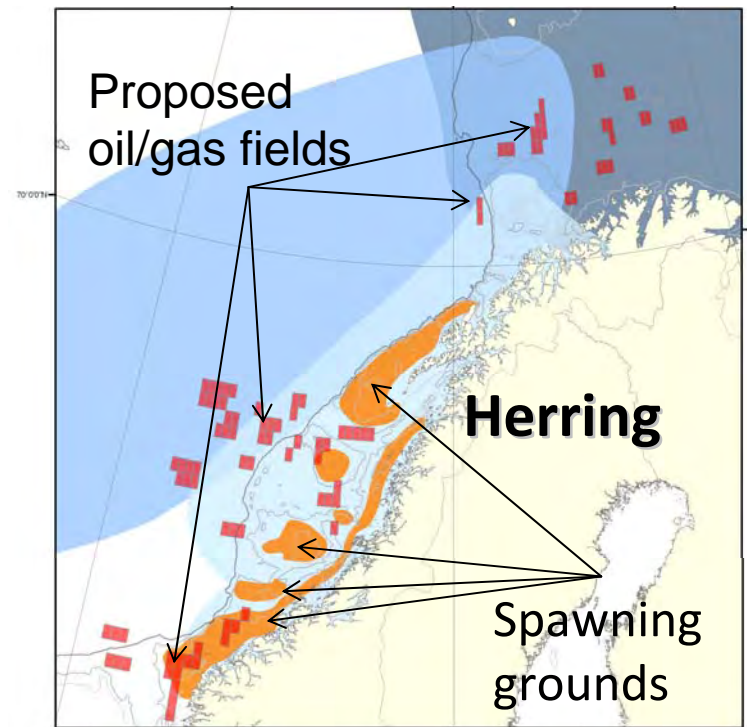 Proposed
oil/gas fields
Herring
Spawning
grounds